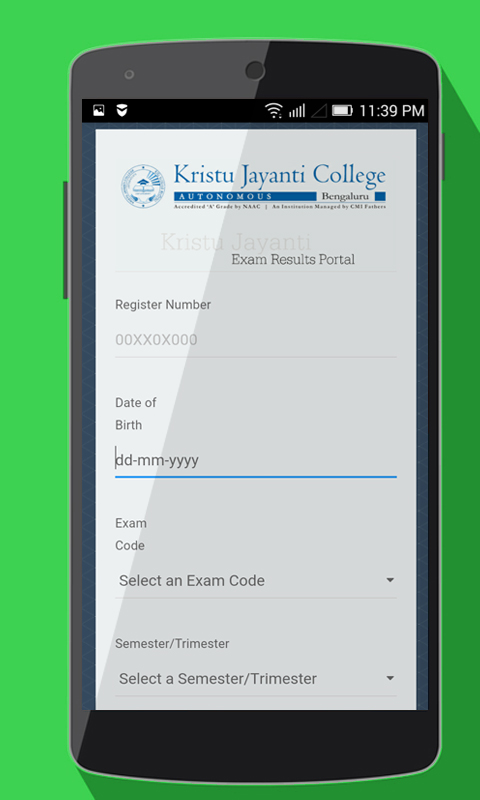 11:39 PM
Kristu Jayanti College
AUTONOMOUS Bengaluru
Accredited 'A' Grade by NAAC | An Institution Managed by CMI Fathers
Kristu Jayanti
Exam Results Portal
Register Number
00XX0X000
Date of
Birth
dd-mm-yyyy
Exam
Code
Select an Exam Code
Semester/Trimester
Select a Semester/Trimester